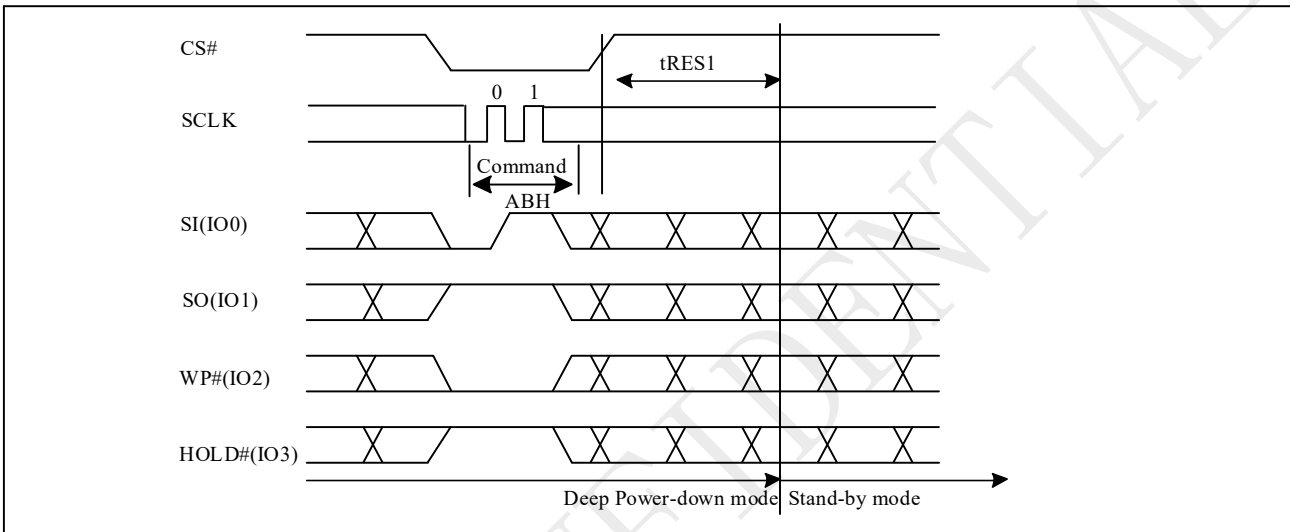 CS#
tRES1
0 1
SCLK
Command
ABH
SI(IO0)
SO(IO1)
WP#(IO2)
HOLD#(IO3)
Deep Power-down mode Stand-by mode
IDENTIAL